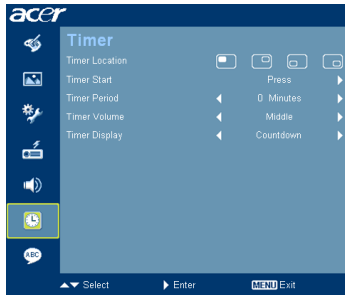 acer
Timer
Timer Location
Timer Start Press
Timer Period 0 Minutes
Timer Volume Middle
Timer Display Countdown
ABC
Select Enter MENU Exit